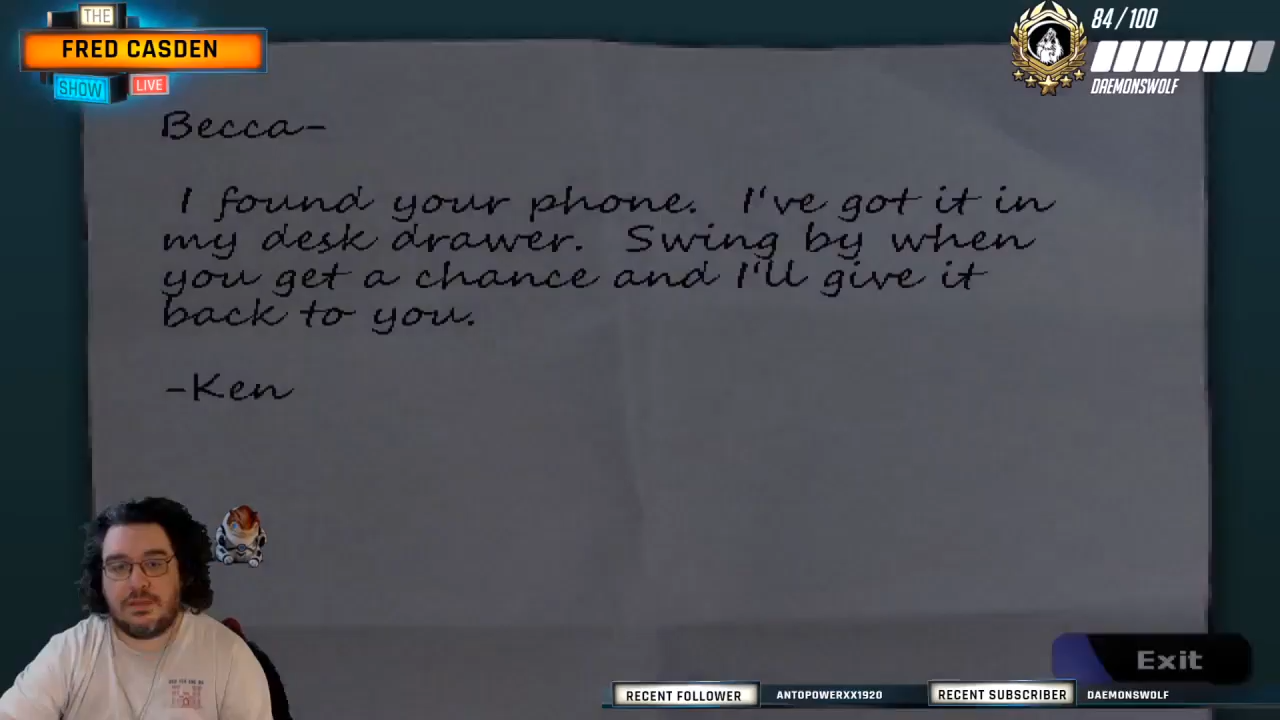 THE
FRED CASDEN
SHOW
LIVE
84/100
DAEMONSWOLF
Becca-
I found your phone. I've got it in
my desk drawer. Swing by when
you get a chance and I'll give it
back to you.
-Ken
Exit
RECENT FOLLOWER
ANTOPOWERXX1920
RECENT SUBSCRIBER
DAEMONSWOLF